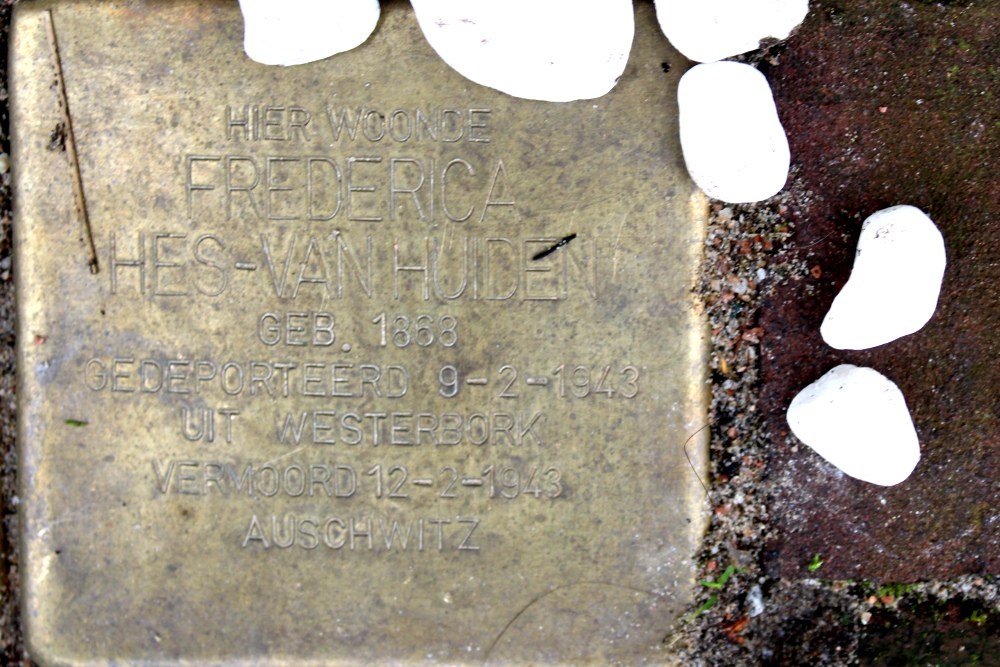 HIER WOONDE
FREDERICA
HES-VAN HUIDEN
GEB. 1868
GEDEPORTEERD 9-2-1943
UIT WESTERBORK
VERMOORD 12-2-1943
AUSCHWITZ